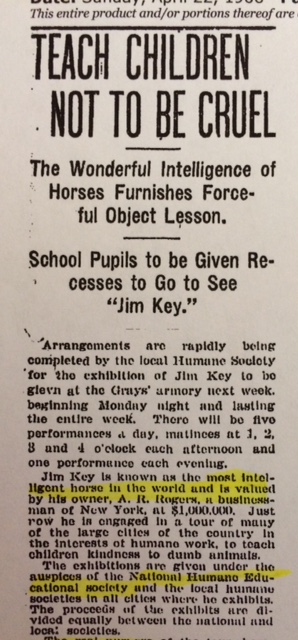 Date: Sunday, April 22, 1906
This entire product and/or portions thereof are
TEACH CHILDREN
NOT TO BE CRUEL
The Wonderful Intelligence of
Horses Furnishes Force-
ful Object Lesson.
School Pupils to be Given Re-
cesses to Go to See
"Jim Key."
Arrangements are rapidly being
completed by the local Humane Society
for the exhibition of Jim Key to be
givn at the Grays' armory next week,
beginning Monday night and lasting
the entire week. There will be five
performances a day, matinees at 1, 2,
3 and 4 o'clock each afternoon and
one performance each evening.
Jim Key is known as the most intel-
ligent horse in the world and is valued
by his owner, A. R. Rogers, a business-
man of New York, at $1,000,000. Just
now he is engaged in a tour of many
of the large cities of the country in
the interests of humane work, to teach
children kindness to dumb animals.
The exhibitions are given under the
auspices of the National Humane Edu-
cational society and the local humane
societies in all cities where he exhibits.
The proceeds of the exhibits are di-
vided equally between the national and
local societies.